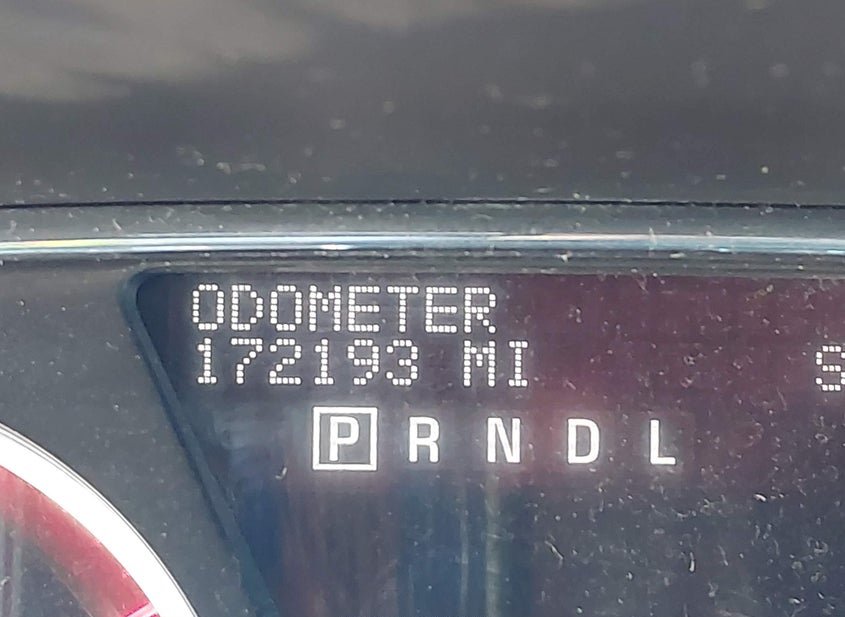 ODOMETER
172193 MI
S
P R N D L